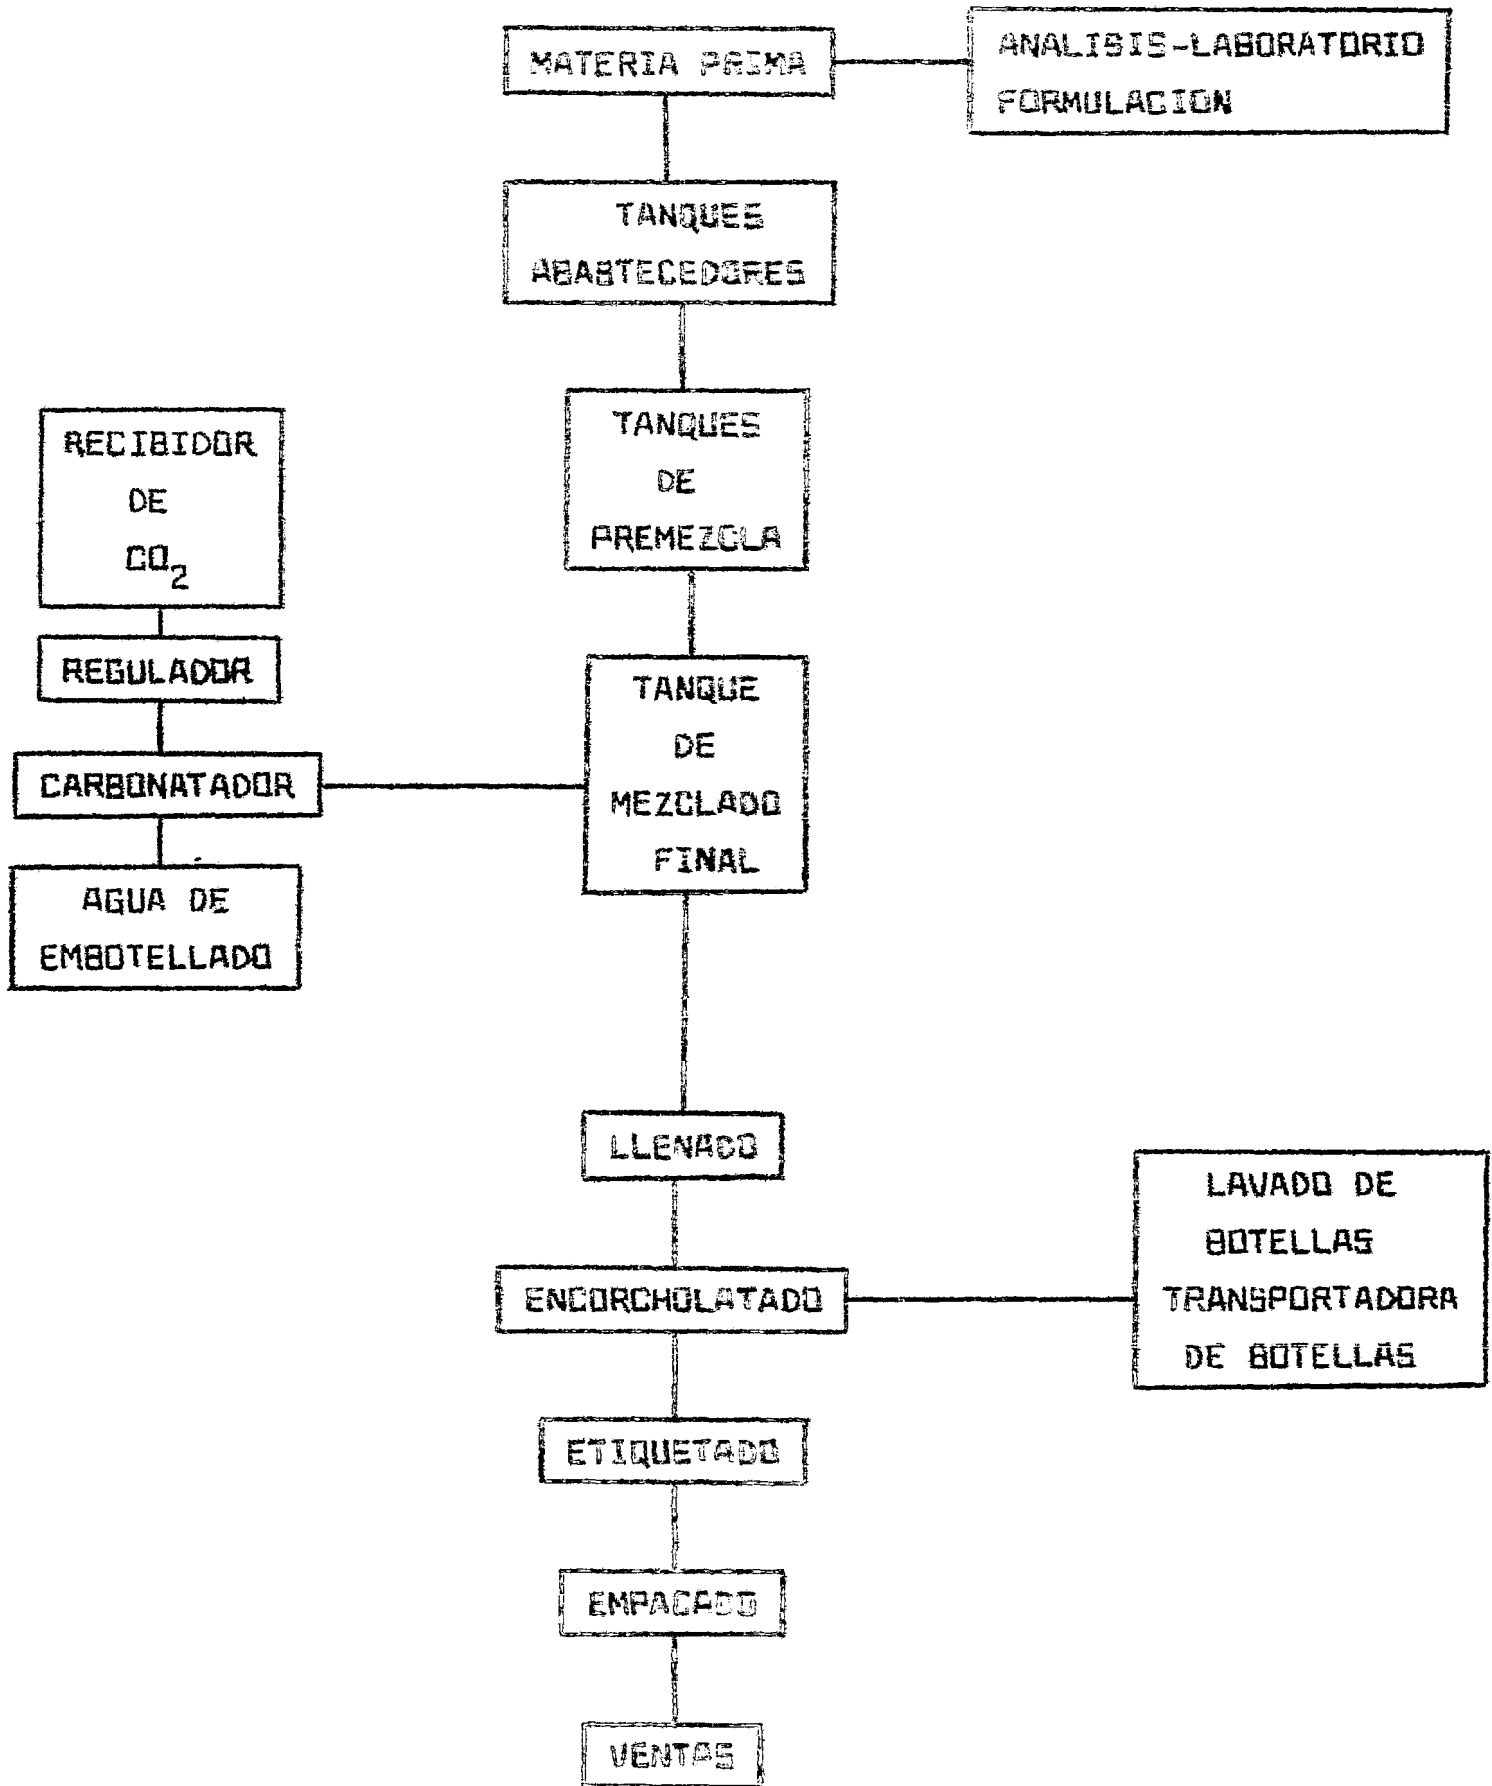 MATERIA PRIMA
ANALISIS-LABORATORIO
FORMULACION
TANQUES
ABABTECEDORES
TANQUES
DE
PREMEZCLA
RECIBIDOR
DE
CO₂
REGULADOR
CARBONATADOR
AGUA DE
EMBOTELLADO
TANQUE
DE
MEZCLADO
FINAL
LLENADO
ENCORCHOLATADO
LAVADO DE
BOTELLAS
TRANSPORTADORA
DE BOTELLAS
ETIQUETADO
EMPACADO
VENTAS